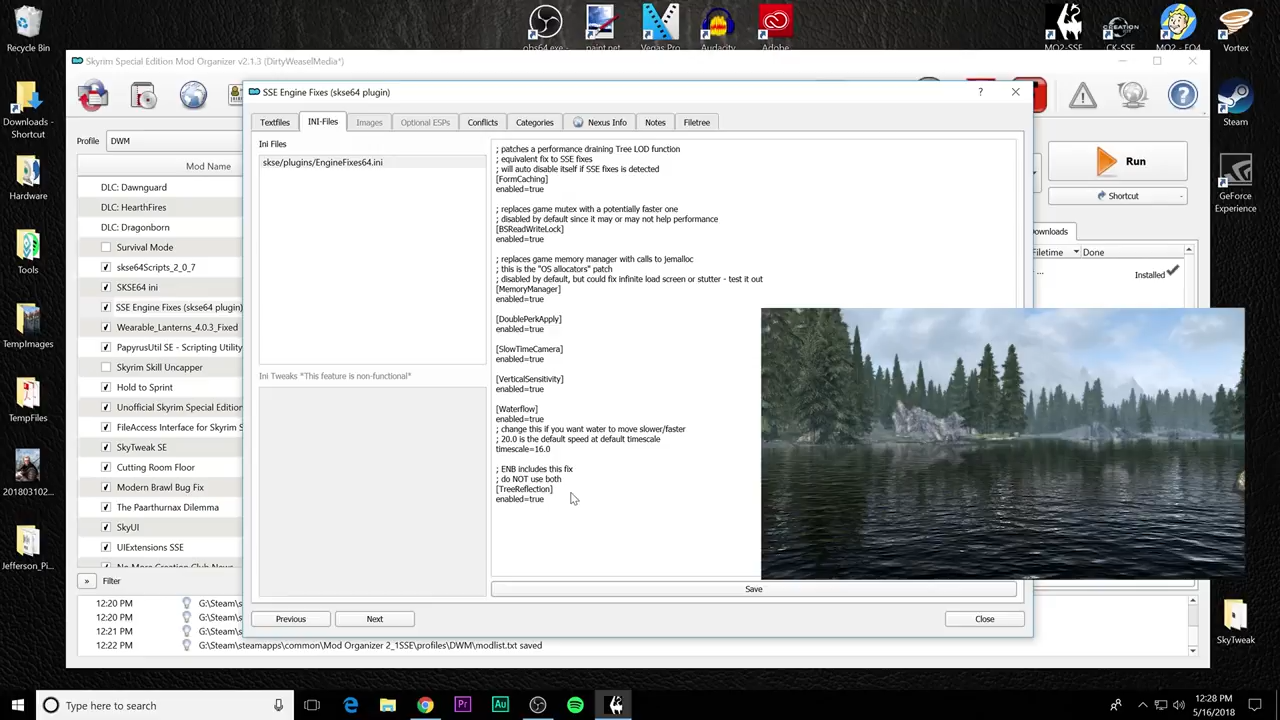 Recycle Bin
obs64.exe -
paint.net
Vegas Pro
Audacity
Adobe
MO2-SSE
CK-SSE
MO2 - FO4
Vortex
Skyrim Special Edition Mod Organizer v2.1.3 (DirtyWeaselMedia*)
SSE Engine Fixes (skse64 plugin)
Textfiles
INI-Files
Images
Optional ESPs
Conflicts
Categories
Nexus Info
Notes
Filetree
Downloads -
Shortcut
Steam
Profile
DWM
Mod Name
DLC: Dawnguard
DLC: HearthFires
DLC: Dragonborn
Survival Mode
skse64Scripts_2_0_7
SKSE64 ini
SSE Engine Fixes (skse64 plugin)
Wearable_Lanterns_4.0.3_Fixed
PapyrusUtil SE - Scripting Utility
Skyrim Skill Uncapper
Hold to Sprint
Unofficial Skyrim Special Edition
FileAccess Interface for Skyrim S
SkyTweak SE
Cutting Room Floor
Modern Brawl Bug Fix
The Paarthurnax Dilemma
SkyUI
UIExtensions SSE
No More Creation Club News
Filter
Ini Files
skse/plugins/EngineFixes64.ini
Ini Tweaks *This feature is non-functional*
; patches a performance draining Tree LOD function
; equivalent fix to SSE fixes
; will auto disable itself if SSE fixes is detected
[FormCaching]
enabled=true
; replaces game mutex with a potentially faster one
; disabled by default since it may or may not help performance
[BSReadWriteLock]
enabled=true
; replaces game memory manager with calls to jemalloc
; this is the "OS allocators" patch
; disabled by default, but could fix infinite load screen or stutter - test it out
[MemoryManager]
enabled=true
[DoublePerkApply]
enabled=true
[SlowTimeCamera]
enabled=true
[VerticalSensitivity]
enabled=true
[Waterflow]
enabled=true
; change this if you want water to move slower/faster
; 20.0 is the default speed at default timescale
timescale=16.0
; ENB includes this fix
; do NOT use both
[TreeReflection]
enabled=true
Save
Previous
Next
Close
Run
Shortcut
ownloads
Filetime
Done
...
Installed
Hardware
Tools
TempImages
TempFiles
201803102...
Jefferson_Pi...
GeForce
Experience
SkyTweak
12:20 PM G:\Steam\s
12:20 PM G:\Steam\s
12:21 PM G:\Steam\s
12:22 PM G:\Steam\steamapps\common\Mod Organizer 2_1SSE\profiles\DWM\modlist.txt saved
Type here to search
12:28 PM
5/16/2018